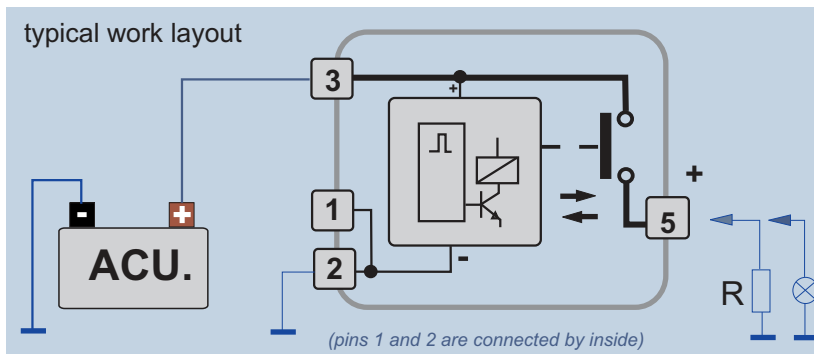 typical work layout
3
+
1
+
- +
5
ACU.
2
-
R
(pins 1 and 2 are connected by inside)